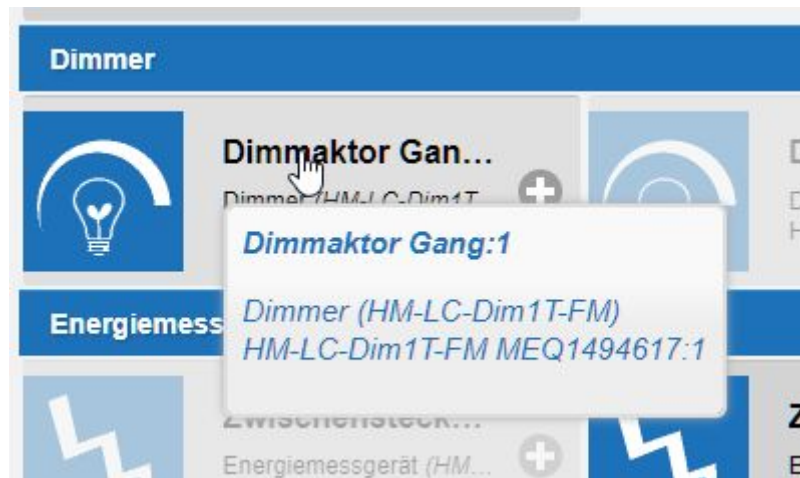 Dimmer
Dimmaktor Gan...
Dimmer (HM-LC-Dim1T...
Dimmaktor Gang:1
Dimmer (HM-LC-Dim1T-FM)
HM-LC-Dim1T-FM MEQ1494617:1
Energiemess
Zwischensteck...
Energiemessgerät (HM...